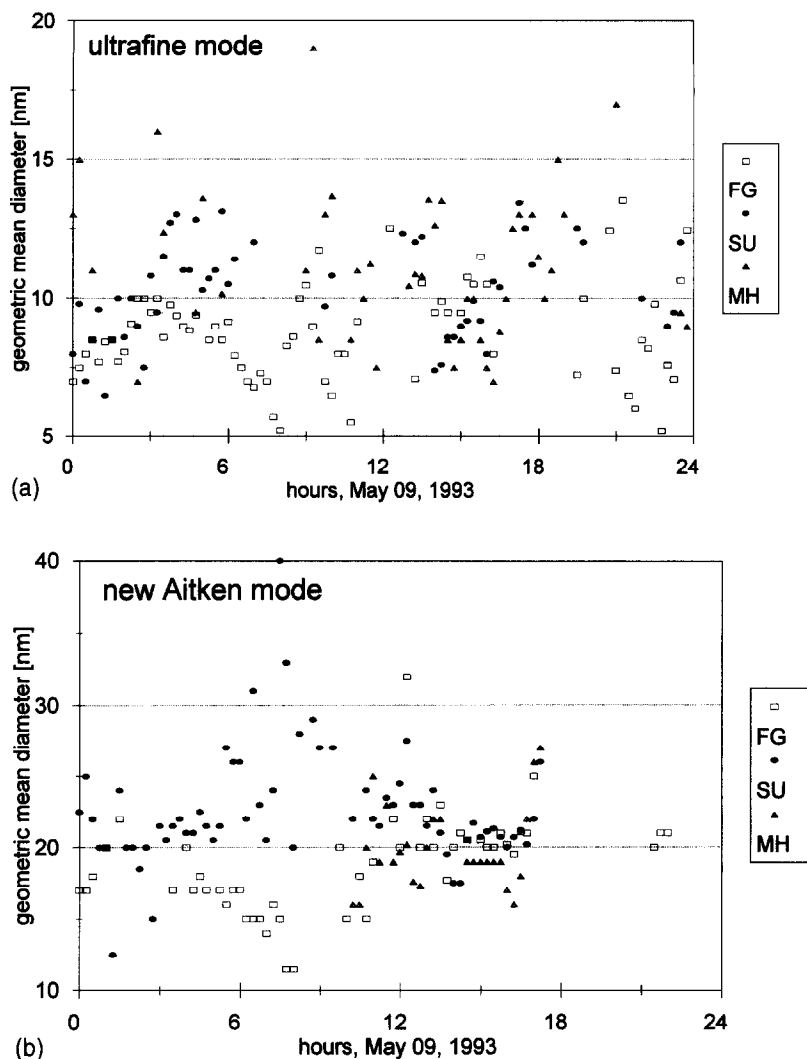 20
15
10
5
geometric mean diameter [nm]
ultrafine mode
0
6
12
18
24
hours, May 09, 1993
(a)
FG
SU
MH
40
30
20
10
geometric mean diameter [nm]
new Aitken mode
0
6
12
18
24
hours, May 09, 1993
(b)
FG
SU
MH